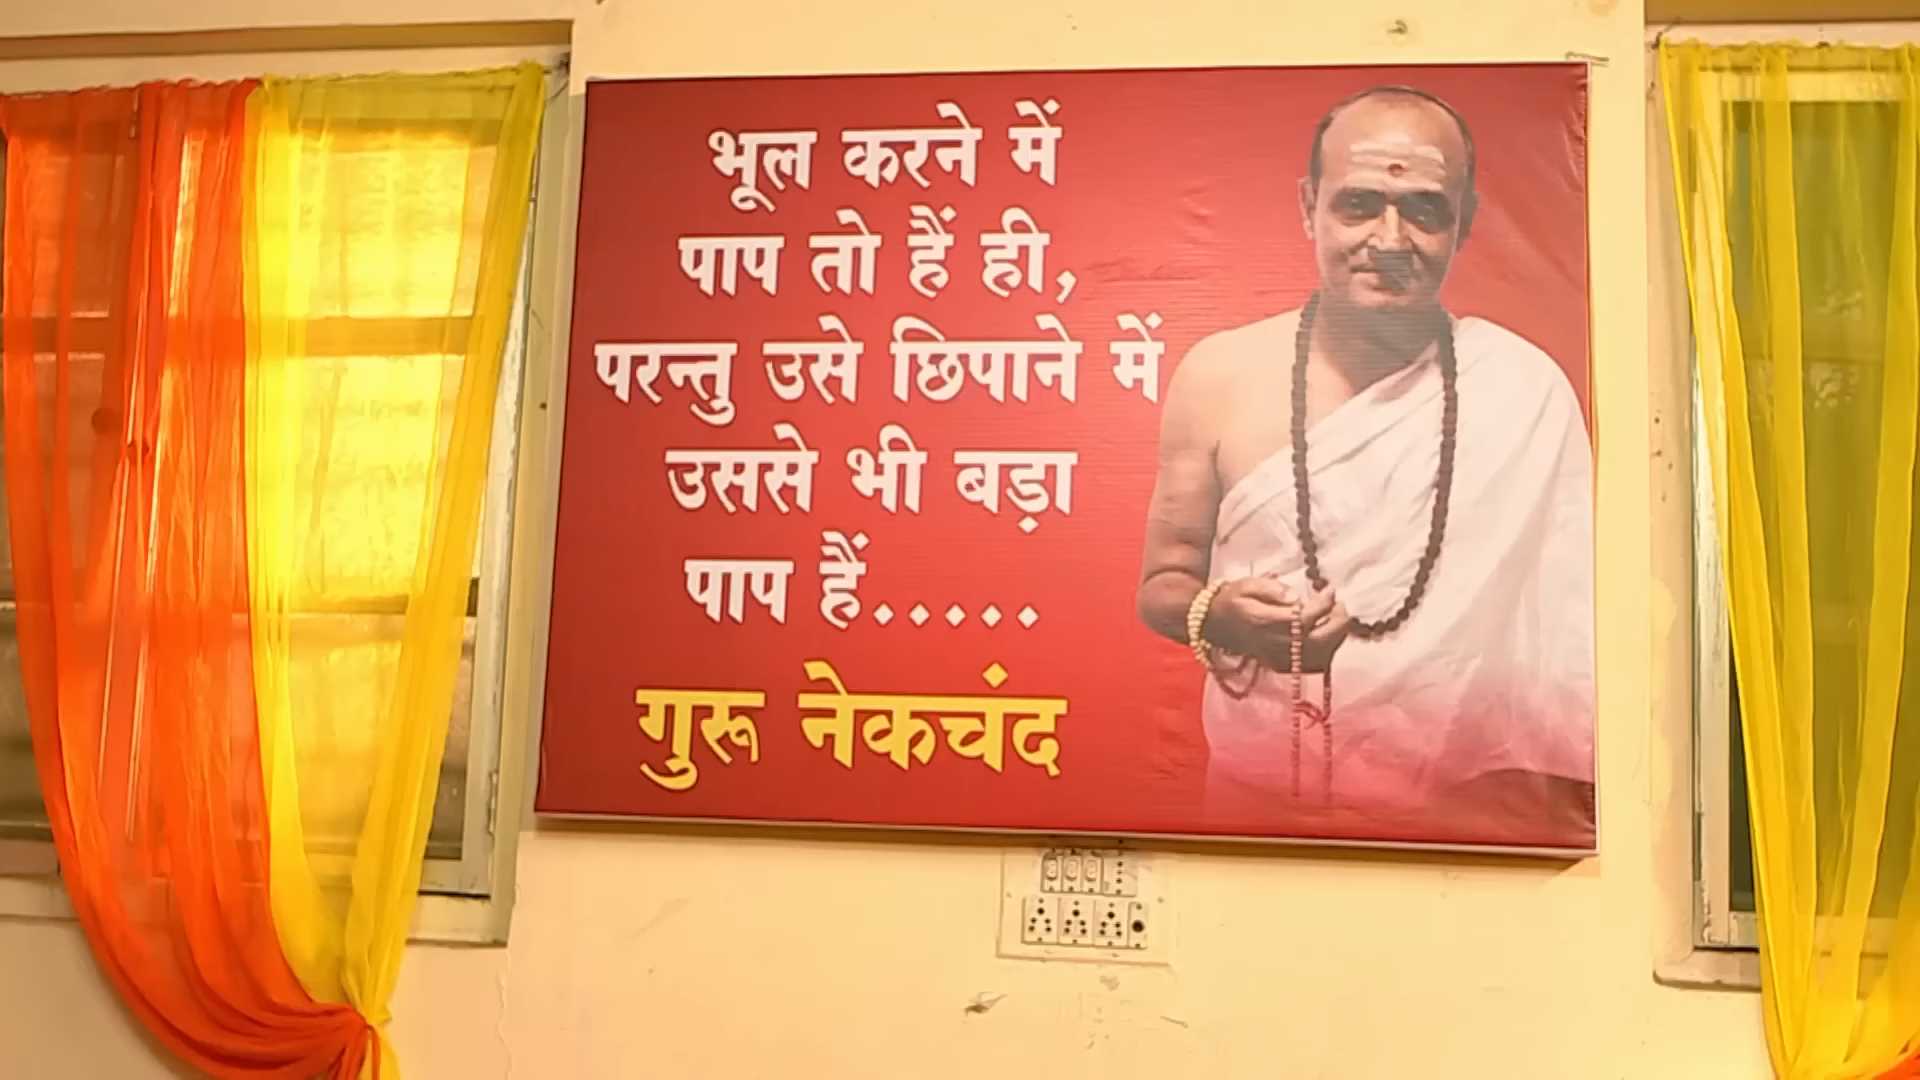 भूल करने में
पाप तो हैं ही,
परन्तु उसे छिपाने में
उससे भी बड़ा
पाप हैं.....
गुरू नेकचंद